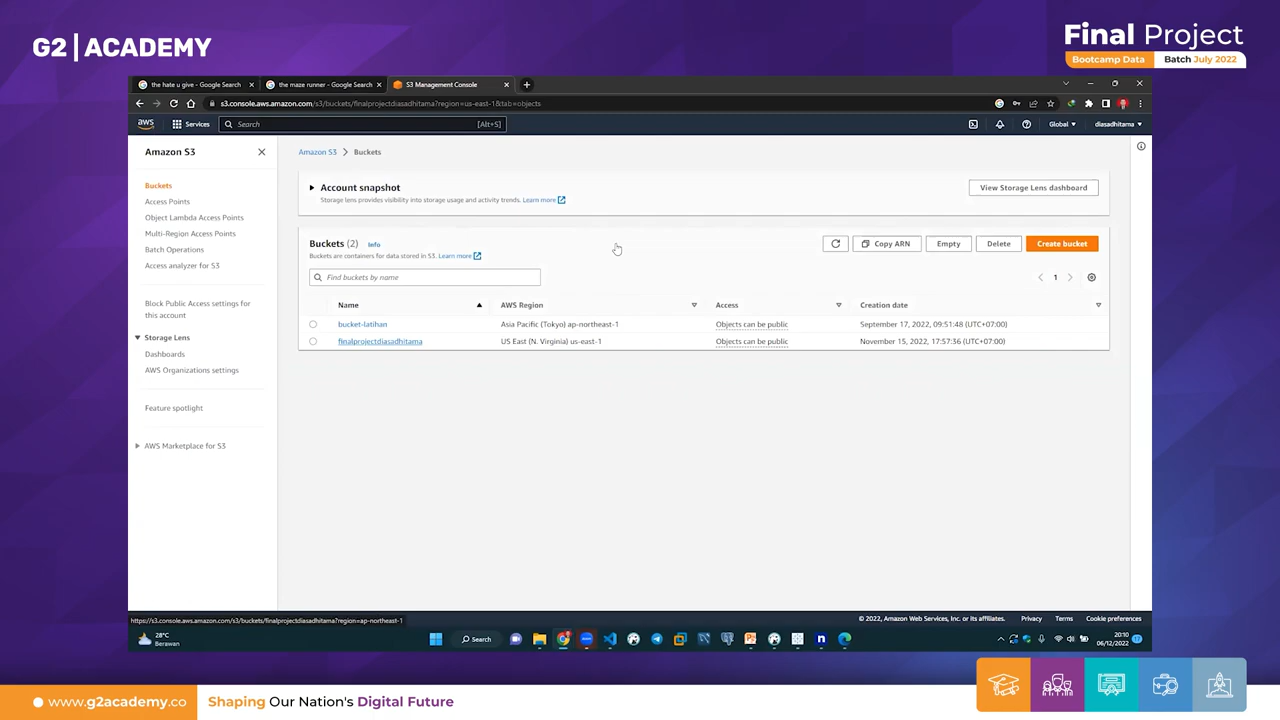 G2 | ACADEMY
Final Project
Bootcamp Data
Batch July 2022
the hate u give - Google Search
the maze runner - Google Search
S3 Management Console
s3.console.aws.amazon.com/s3/buckets/finalprojectdiasadhitama?region=us-east-1&tab=objects
aws
Services
Search
[Alt+S]
Global
diasadhitama
Amazon S3
Buckets
Access Points
Object Lambda Access Points
Multi-Region Access Points
Batch Operations
Access analyzer for S3
Block Public Access settings for
this account
Storage Lens
Dashboards
AWS Organizations settings
Feature spotlight
AWS Marketplace for S3
Amazon S3 > Buckets
Account snapshot
Storage lens provides visibility into storage usage and activity trends. Learn more
View Storage Lens dashboard
Buckets (2) Info
Buckets are containers for data stored in S3. Learn more
Copy ARN
Empty
Delete
Create bucket
Find buckets by name
1
Name
AWS Region
Access
Creation date
bucket-latihan
Asia Pacific (Tokyo) ap-northeast-1
Objects can be public
September 17, 2022, 09:51:48 (UTC+07:00)
finalprojectdiasadhitama
US East (N. Virginia) us-east-1
Objects can be public
November 15, 2022, 17:57:36 (UTC+07:00)
https://s3.console.aws.amazon.com/s3/buckets/finalprojectdiasadhitama?region=ap-northeast-1
© 2022, Amazon Web Services, Inc. or its affiliates.
Privacy
Terms
Cookie preferences
28°C
Berawan
Search
20:10
06/12/2022
www.g2academy.co
Shaping Our Nation's Digital Future